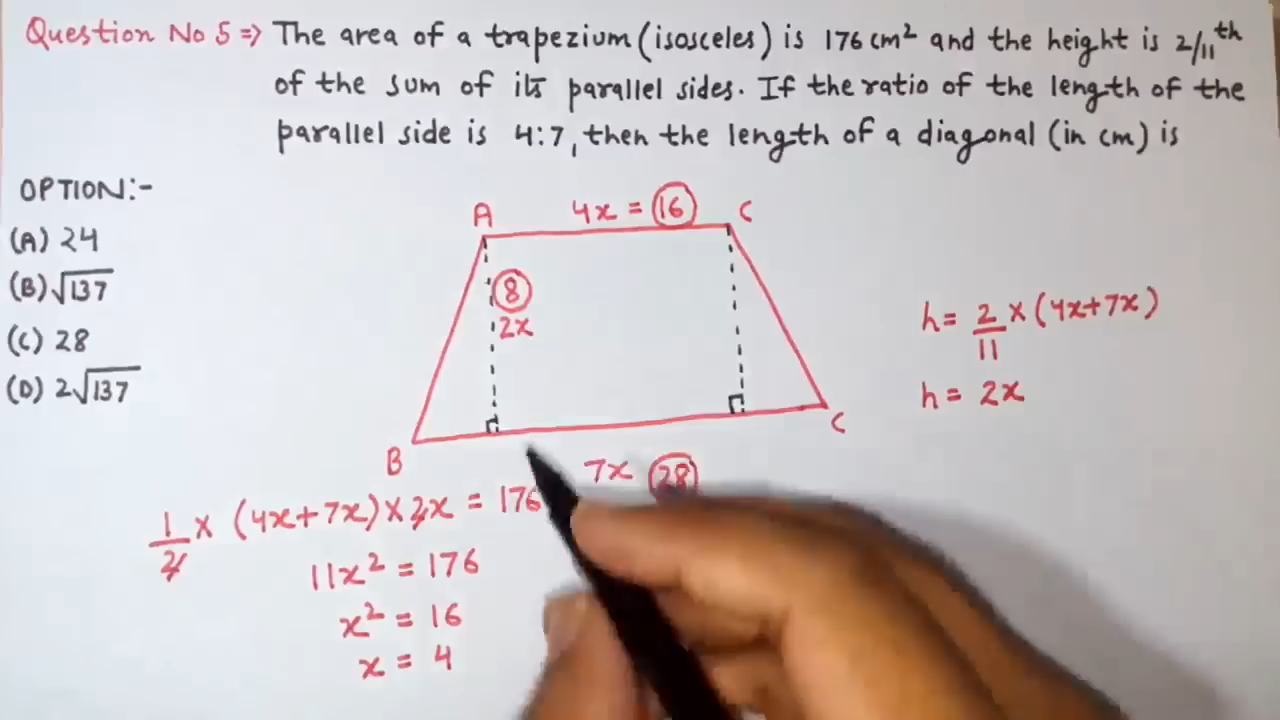 Question No 5 ⇒ The area of a trapezium (isosceles) is 176 cm² and the height is 2/11th
of the sum of its parallel sides. If the ratio of the length of the
parallel side is 4:7, then the length of a diagonal (in cm) is
OPTION:-
(A) 24
(B) √137
(C) 28
(D) 2√137
A 4x = 16 C
8
2x
B C
7x 28
h = 2/11 × (4x+7x)
h = 2x
1/2 × (4x+7x) × 2x = 176
11x² = 176
x² = 16
x = 4